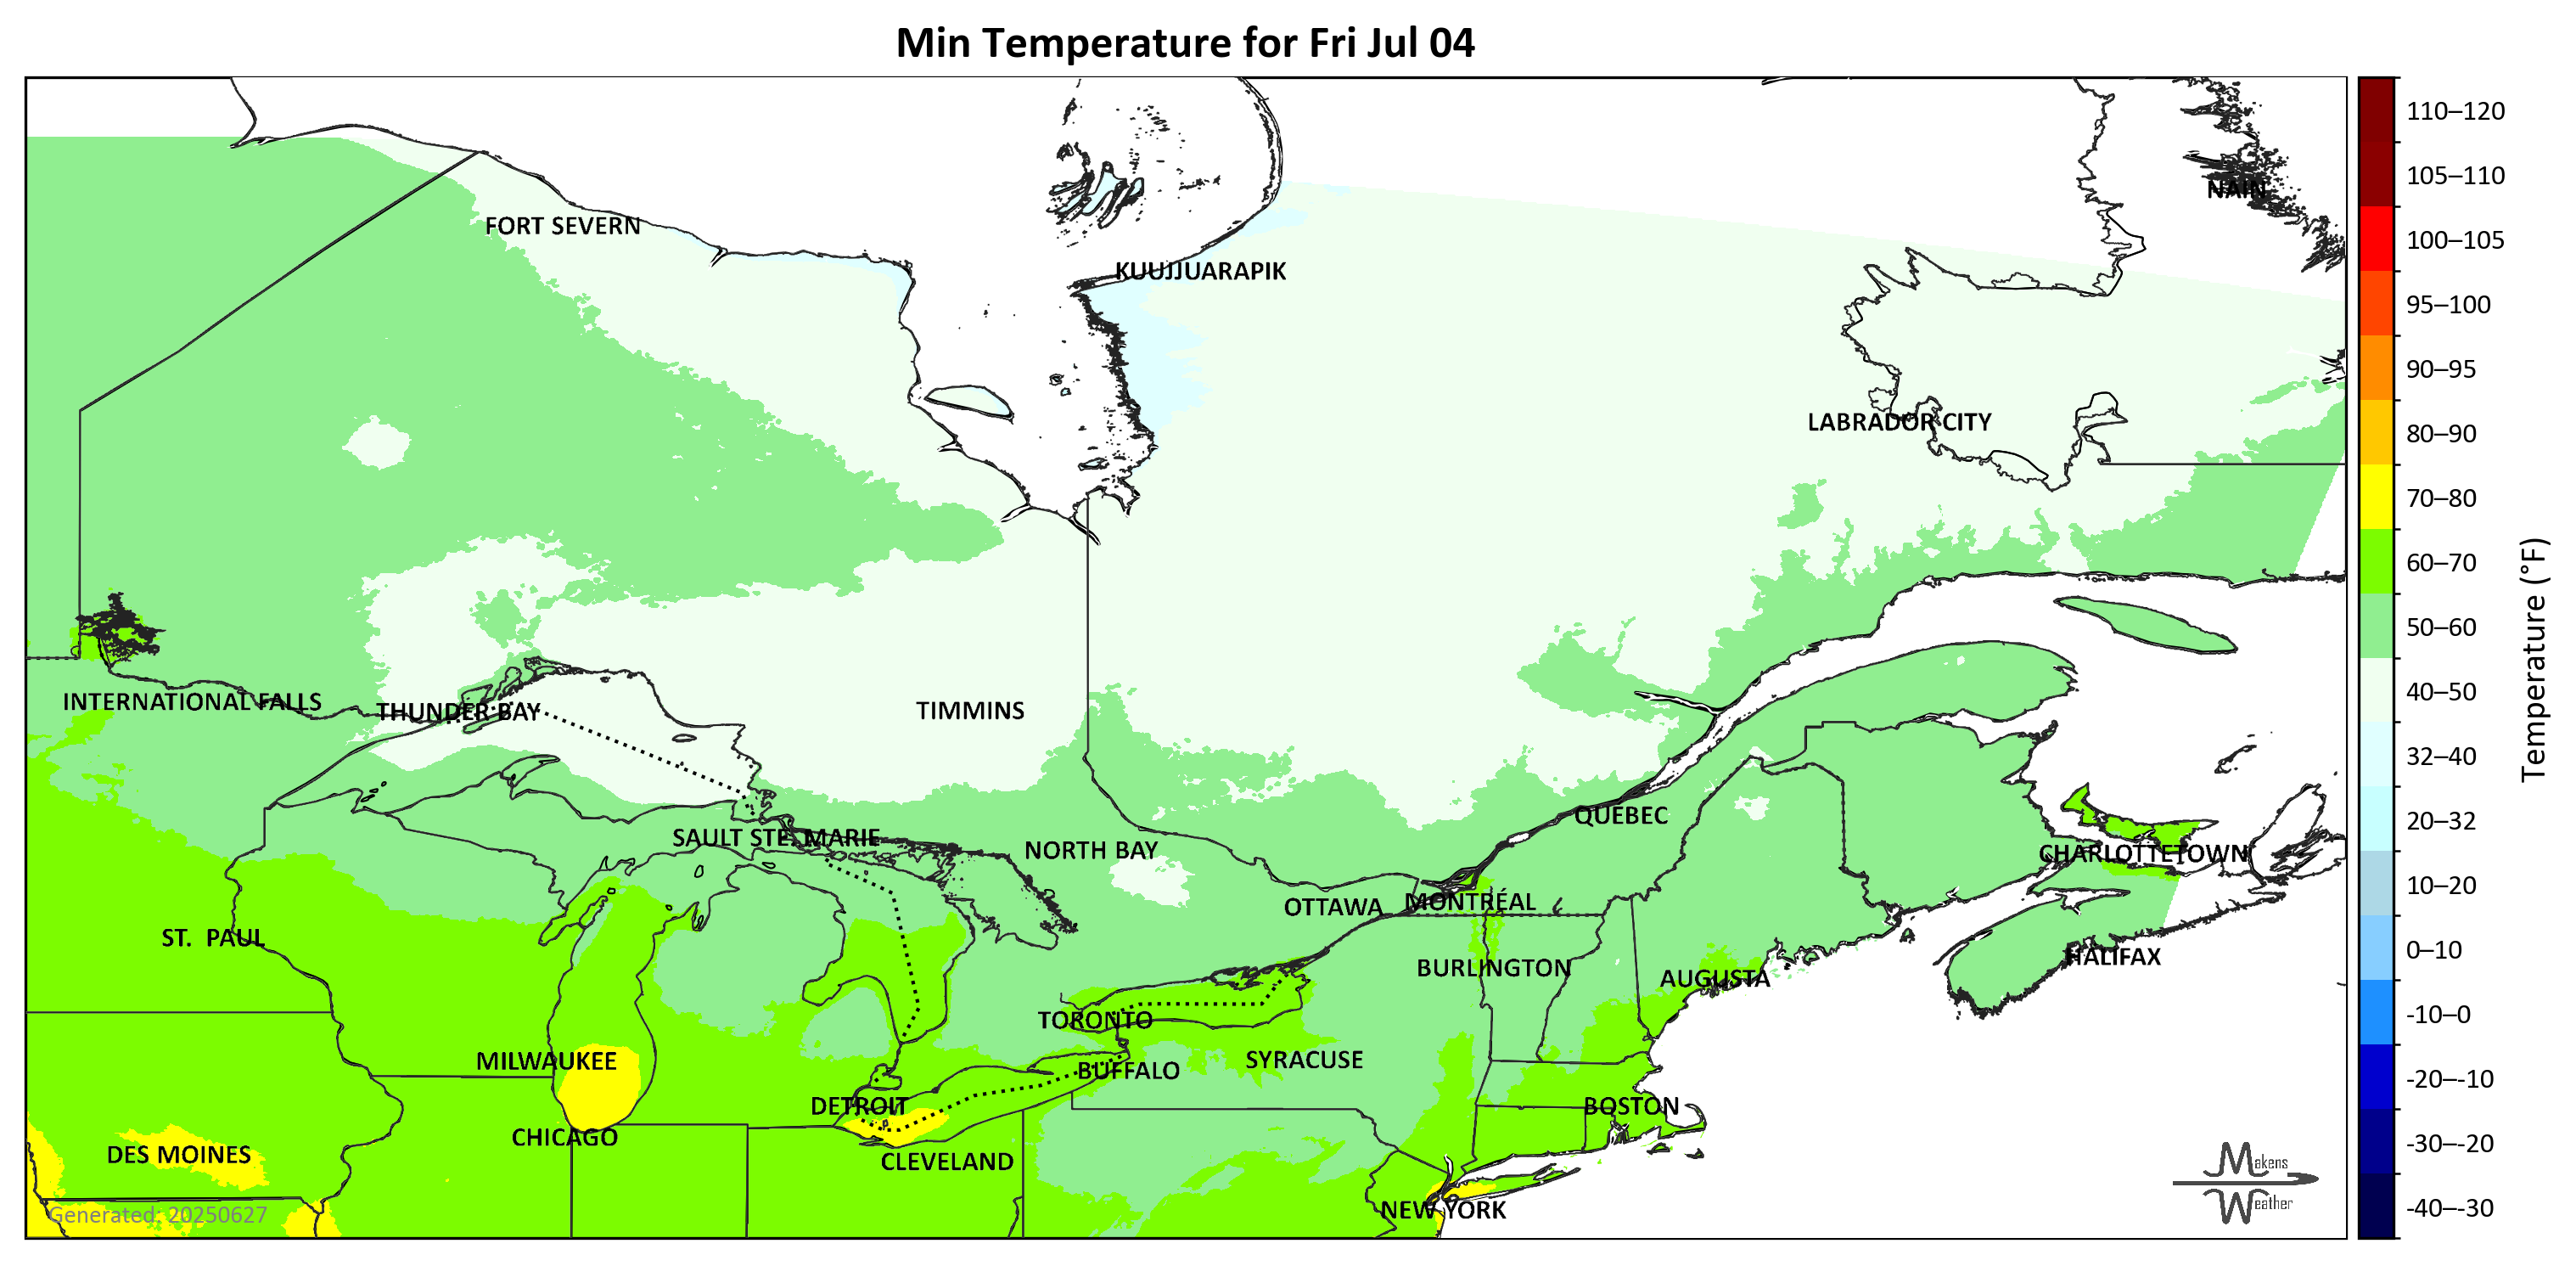 Min Temperature for Fri Jul 04
NAIN
FORT SEVERN
KUUJJUARAPIK
LABRADOR CITY
INTERNATIONAL FALLS
THUNDER BAY
TIMMINS
QUÉBEC
SAULT STE. MARIE
NORTH BAY
CHARLOTTETOWN
MONTRÉAL
OTTAWA
ST. PAUL
HALIFAX
BURLINGTON
AUGUSTA
TORONTO
SYRACUSE
MILWAUKEE
BUFFALO
DETROIT
BOSTON
CHICAGO
DES MOINES
CLEVELAND
NEW YORK
Generated: 20250627
Makens
Weather
110–120
105–110
100–105
95–100
90–95
80–90
70–80
60–70
50–60
40–50
32–40
20–32
10–20
0–10
-10–0
-20–-10
-30–-20
-40–-30
Temperature (°F)